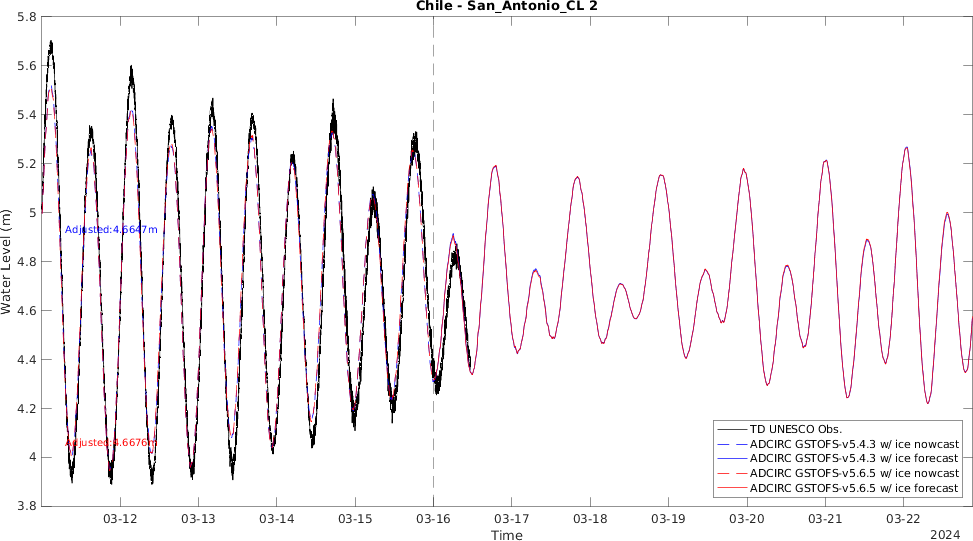 Chile - San_Antonio_CL 2
5.8
5.6
5.4
5.2
5
4.8
4.6
4.4
4.2
4
3.8
Water Level (m)
Adjusted:4.6647m
Adjusted:4.6676m
TD UNESCO Obs.
ADCIRC GSTOFS-v5.4.3 w/ ice nowcast
ADCIRC GSTOFS-v5.4.3 w/ ice forecast
ADCIRC GSTOFS-v5.6.5 w/ ice nowcast
ADCIRC GSTOFS-v5.6.5 w/ ice forecast
03-12 03-13 03-14 03-15 03-16 03-17 03-18 03-19 03-20 03-21 03-22
Time
2024